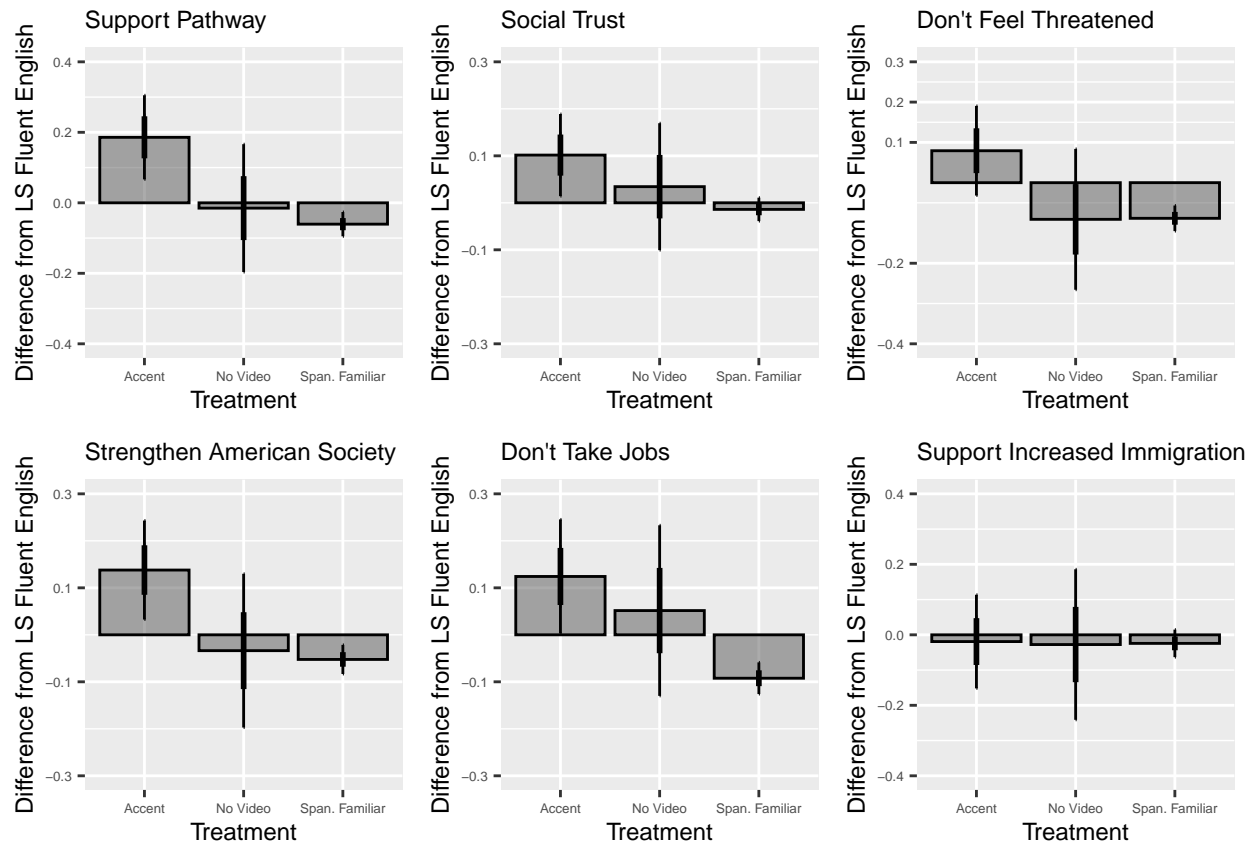 Support Pathway
Difference from LS Fluent English
0.4
0.2
0.0
−0.2
−0.4
Accent
No Video
Span. Familiar
Treatment
Social Trust
Difference from LS Fluent English
0.3
0.1
−0.1
−0.3
Accent
No Video
Span. Familiar
Treatment
Don't Feel Threatened
Difference from LS Fluent English
0.3
0.2
0.1
−0.2
−0.4
Accent
No Video
Span. Familiar
Treatment
Strengthen American Society
Difference from LS Fluent English
0.3
0.1
−0.1
−0.3
Accent
No Video
Span. Familiar
Treatment
Don't Take Jobs
Difference from LS Fluent English
0.3
0.1
−0.1
−0.3
Accent
No Video
Span. Familiar
Treatment
Support Increased Immigration
Difference from LS Fluent English
0.4
0.2
0.0
−0.2
−0.4
Accent
No Video
Span. Familiar
Treatment